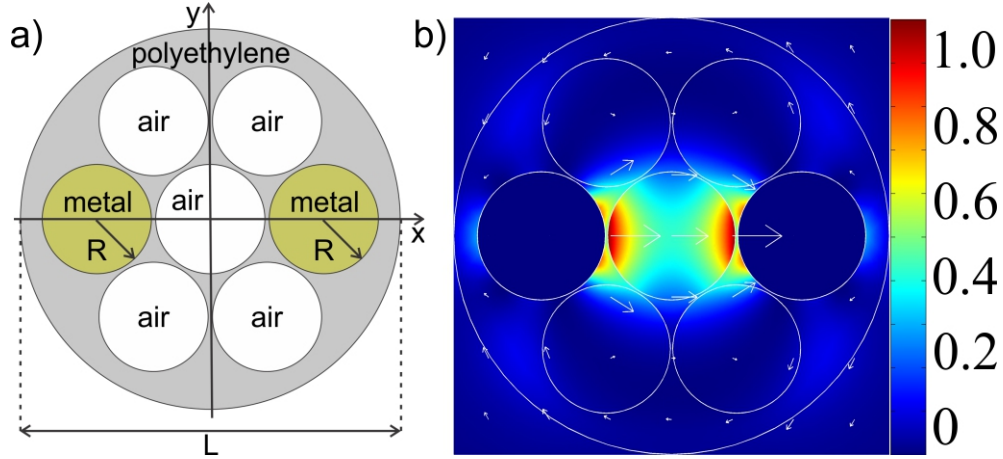 a)
y
polyethylene
air
air
metal
air
metal
x
R
R
air
air
L
b)
1.0
0.8
0.6
0.4
0.2
0